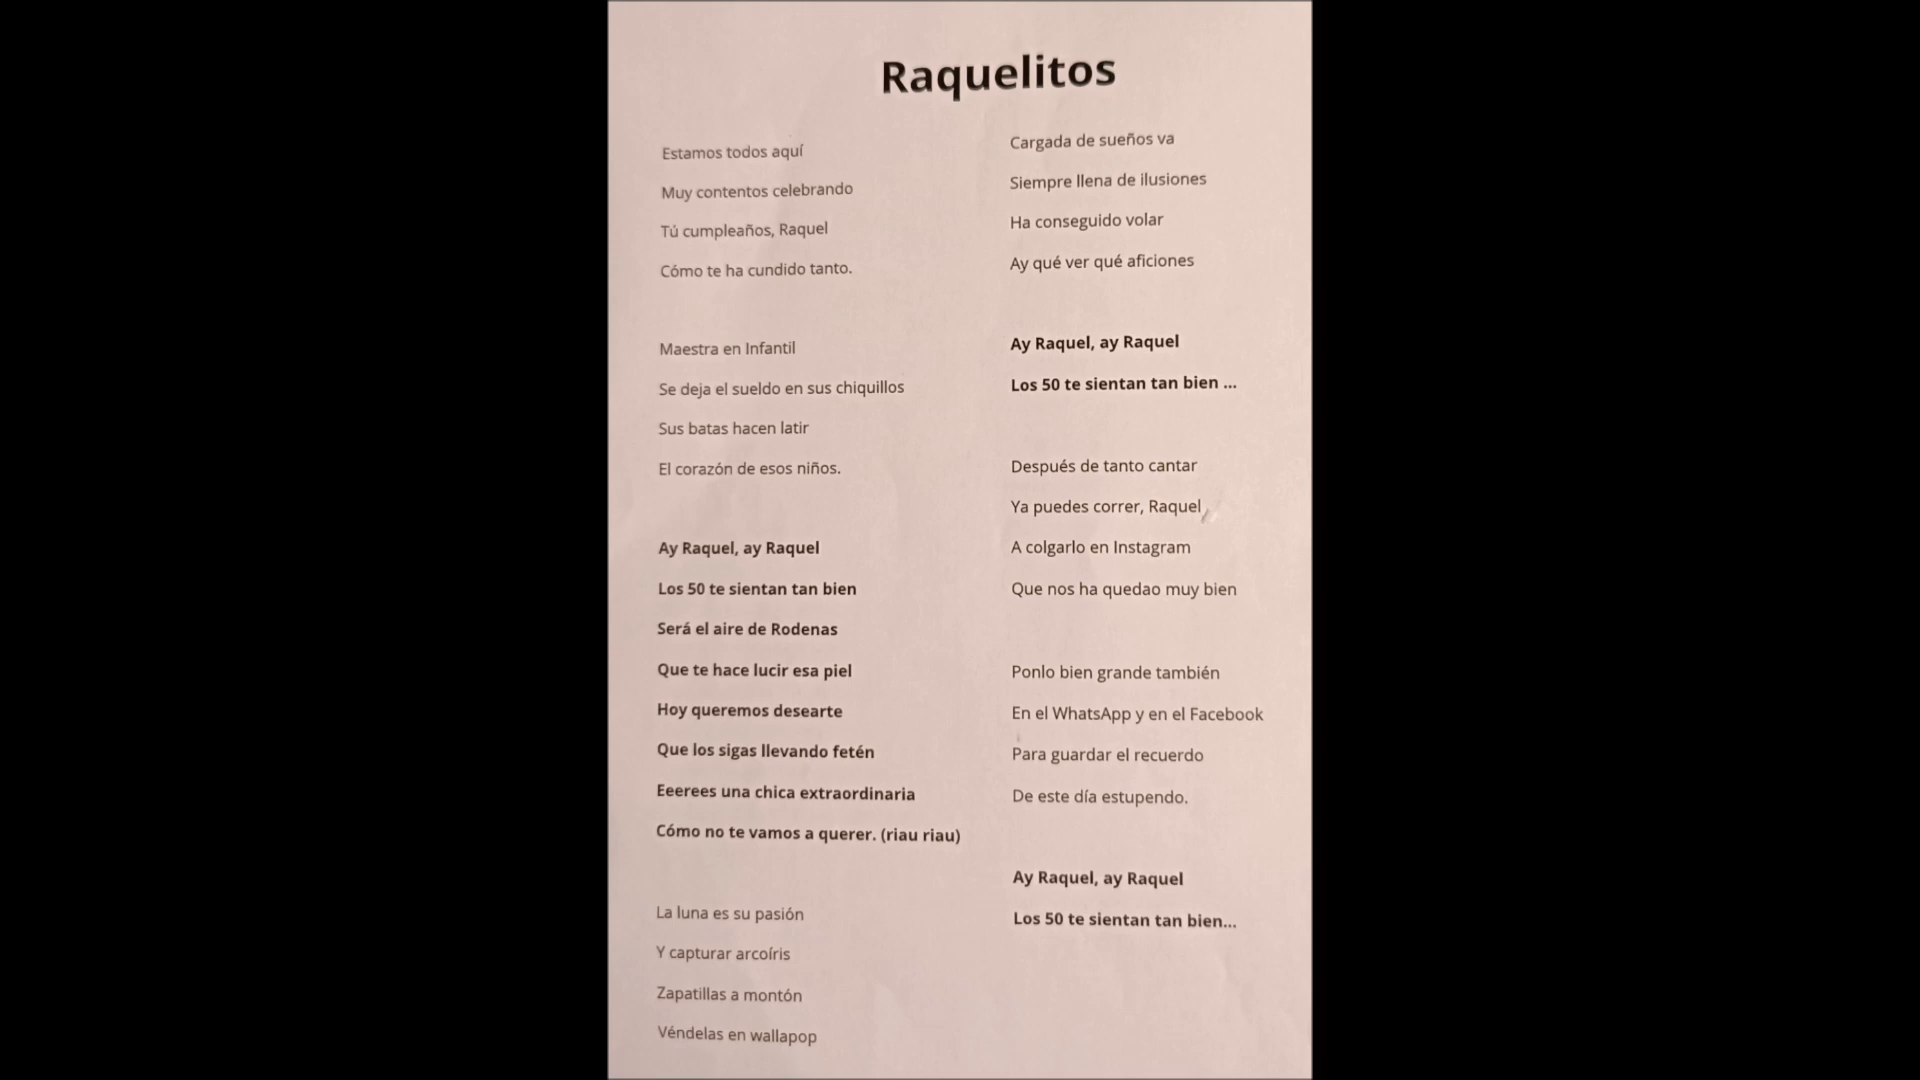 Raquelitos
Estamos todos aquí
Muy contentos celebrando
Tú cumpleaños, Raquel
Cómo te ha cundido tanto.
Maestra en Infantil
Se deja el sueldo en sus chiquillos
Sus batas hacen latir
El corazón de esos niños.
Ay Raquel, ay Raquel
Los 50 te sientan tan bien
Será el aire de Rodenas
Que te hace lucir esa piel
Hoy queremos desearte
Que los sigas llevando fetén
Eeerees una chica extraordinaria
Cómo no te vamos a querer. (riau riau)
La luna es su pasión
Y capturar arcoíris
Zapatillas a montón
Véndelas en wallapop
Cargada de sueños va
Siempre llena de ilusiones
Ha conseguido volar
Ay qué ver qué aficiones
Ay Raquel, ay Raquel
Los 50 te sientan tan bien ...
Después de tanto cantar
Ya puedes correr, Raquel
A colgarlo en Instagram
Que nos ha quedao muy bien
Ponlo bien grande también
En el WhatsApp y en el Facebook
Para guardar el recuerdo
De este día estupendo.
Ay Raquel, ay Raquel
Los 50 te sientan tan bien...